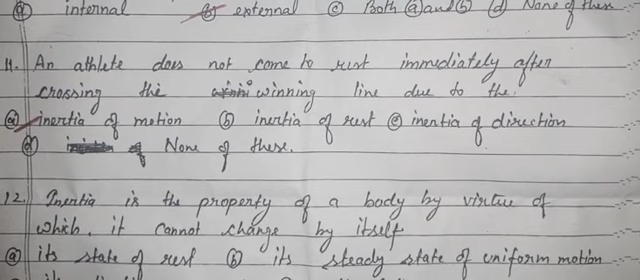 (a) internal (b) external (c) Both (a) and (b) (d) None of these
11. An athlete does not come to rest immediately after
crossing the winning line due to the.
(a) inertia of motion (b) inertia of rest (c) inertia of direction
(d) of None of these.
12. Inertia is the property of a body by virtue of
which, it cannot change by itself
(a) its state of rest (b) its steady state of uniform motion